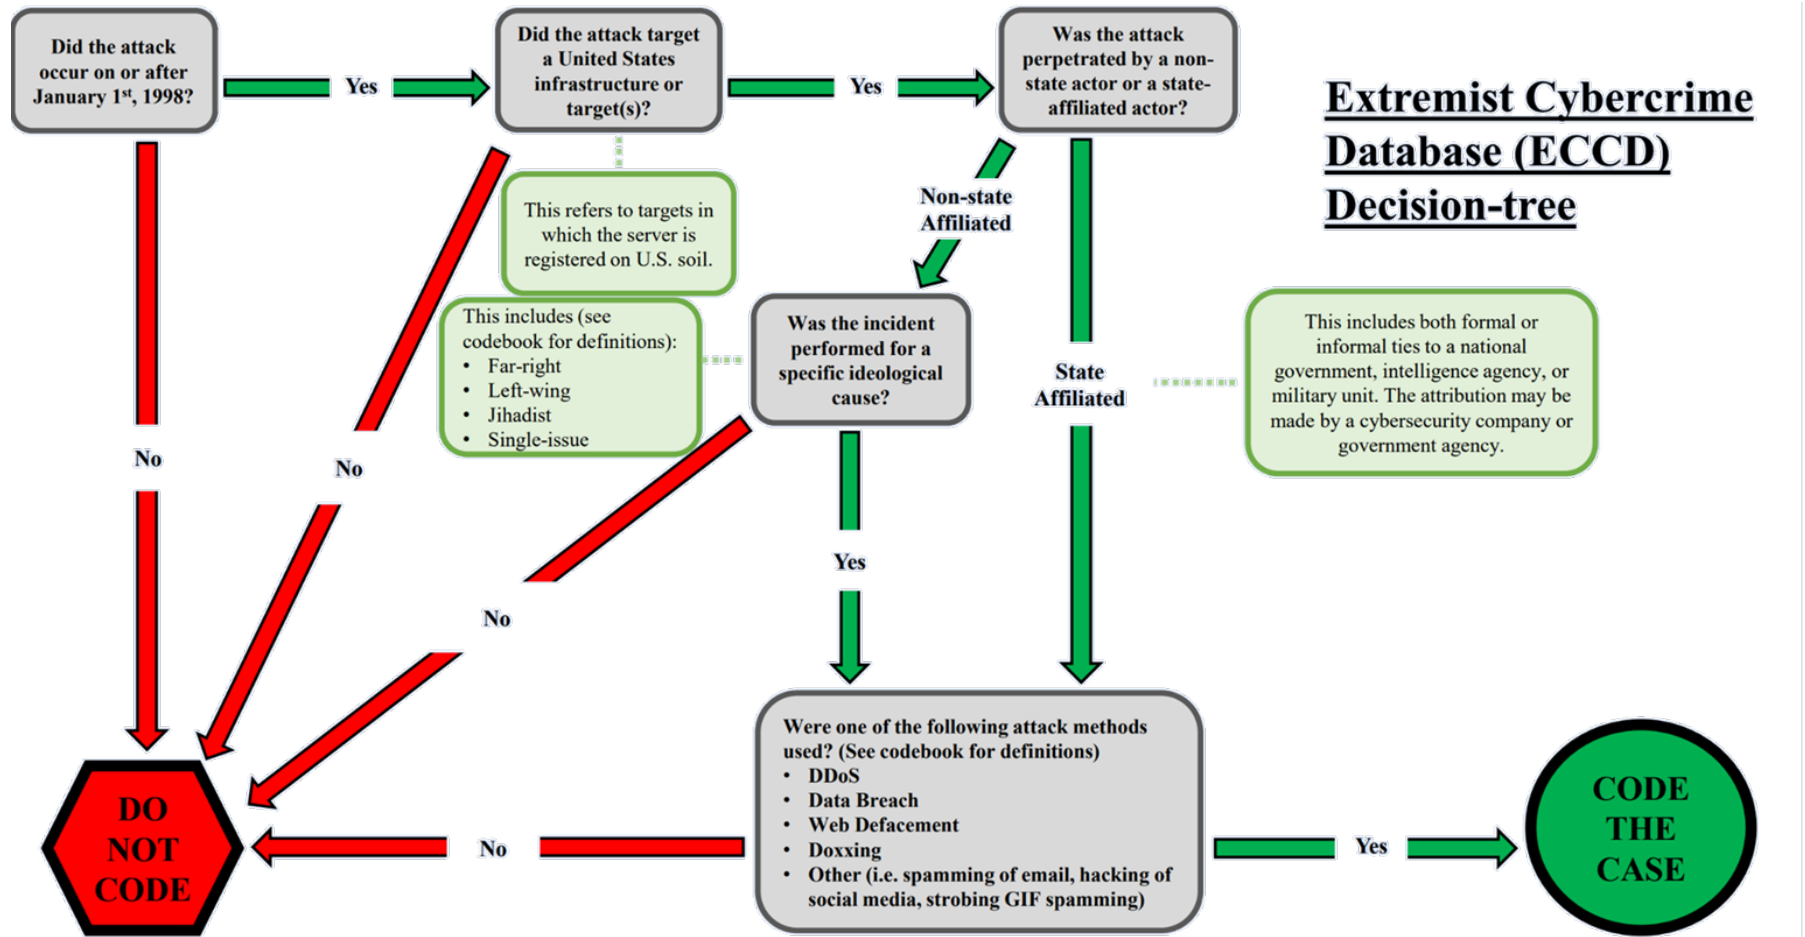 Did the attack
occur on or after
January 1st, 1998?
Yes
Did the attack target
a United States
infrastructure or
target(s)?
Yes
Was the attack
perpetrated by a non-
state actor or a state-
affiliated actor?
Extremist Cybercrime
Database (ECCD)
Decision-tree
This refers to targets in
which the server is
registered on U.S. soil.
Non-state
Affiliated
This includes (see
codebook for definitions):
• Far-right
• Left-wing
• Jihadist
• Single-issue
Was the incident
performed for a
specific ideological
cause?
State
Affiliated
This includes both formal or
informal ties to a national
government, intelligence agency, or
military unit. The attribution may be
made by a cybersecurity company or
government agency.
No
No
No
Yes
Were one of the following attack methods
used? (See codebook for definitions)
• DDoS
• Data Breach
• Web Defacement
• Doxxing
• Other (i.e. spamming of email, hacking of
social media, strobing GIF spamming)
No
Yes
DO
NOT
CODE
CODE
THE
CASE